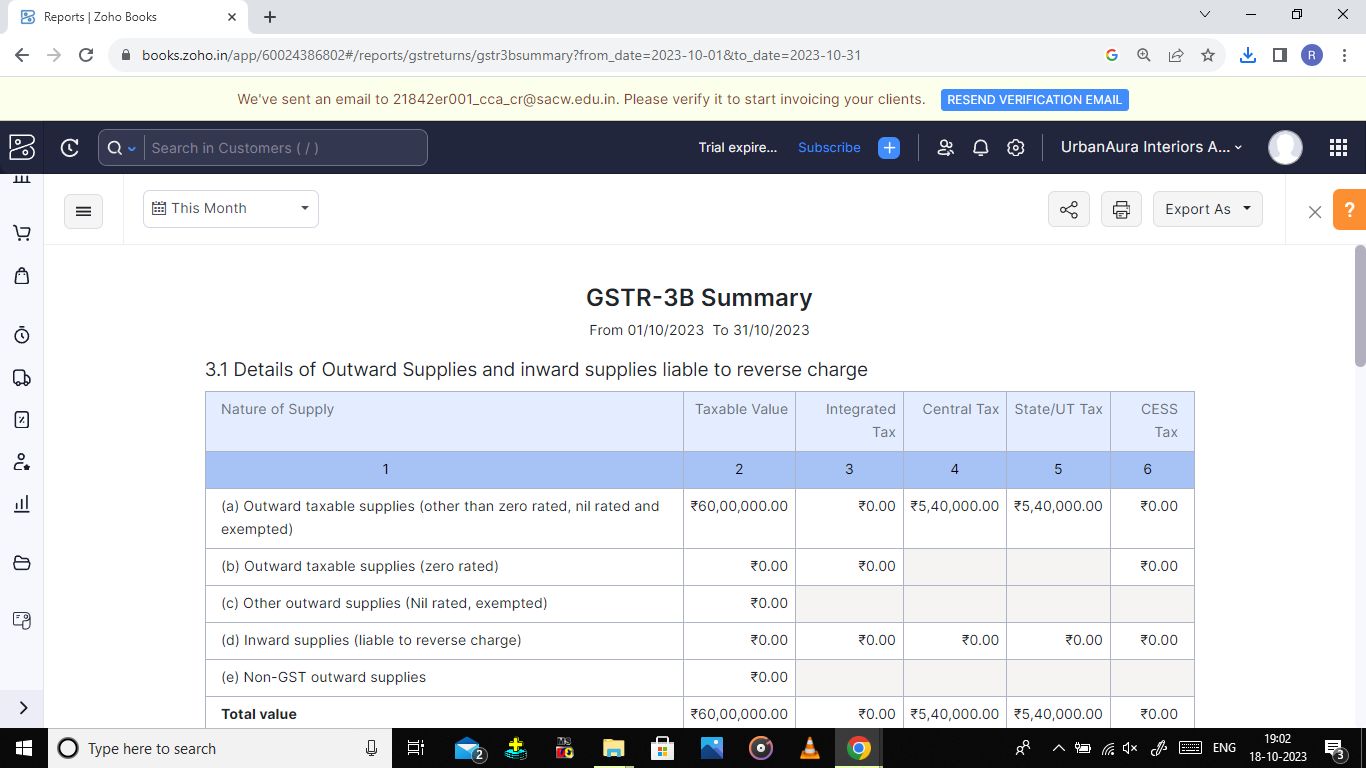 Reports | Zoho Books
books.zoho.in/app/60024386802#/reports/gstreturns/gstr3bsummary?from_date=2023-10-01&to_date=2023-10-31
R
We've sent an email to 21842er001_cca_cr@sacw.edu.in. Please verify it to start invoicing your clients. RESEND VERIFICATION EMAIL
Search in Customers ( / )
Trial expire... Subscribe
UrbanAura Interiors A...
This Month
Export As
?
GSTR-3B Summary
From 01/10/2023 To 31/10/2023
3.1 Details of Outward Supplies and inward supplies liable to reverse charge
Nature of Supply Taxable Value Integrated Tax Central Tax State/UT Tax CESS Tax
1 2 3 4 5 6
(a) Outward taxable supplies (other than zero rated, nil rated and exempted) ₹60,00,000.00 ₹0.00 ₹5,40,000.00 ₹5,40,000.00 ₹0.00
(b) Outward taxable supplies (zero rated) ₹0.00 ₹0.00 ₹0.00
(c) Other outward supplies (Nil rated, exempted) ₹0.00
(d) Inward supplies (liable to reverse charge) ₹0.00 ₹0.00 ₹0.00 ₹0.00 ₹0.00
(e) Non-GST outward supplies ₹0.00
Total value ₹60,00,000.00 ₹0.00 ₹5,40,000.00 ₹5,40,000.00 ₹0.00
Type here to search
2
ENG
19:02
18-10-2023
3